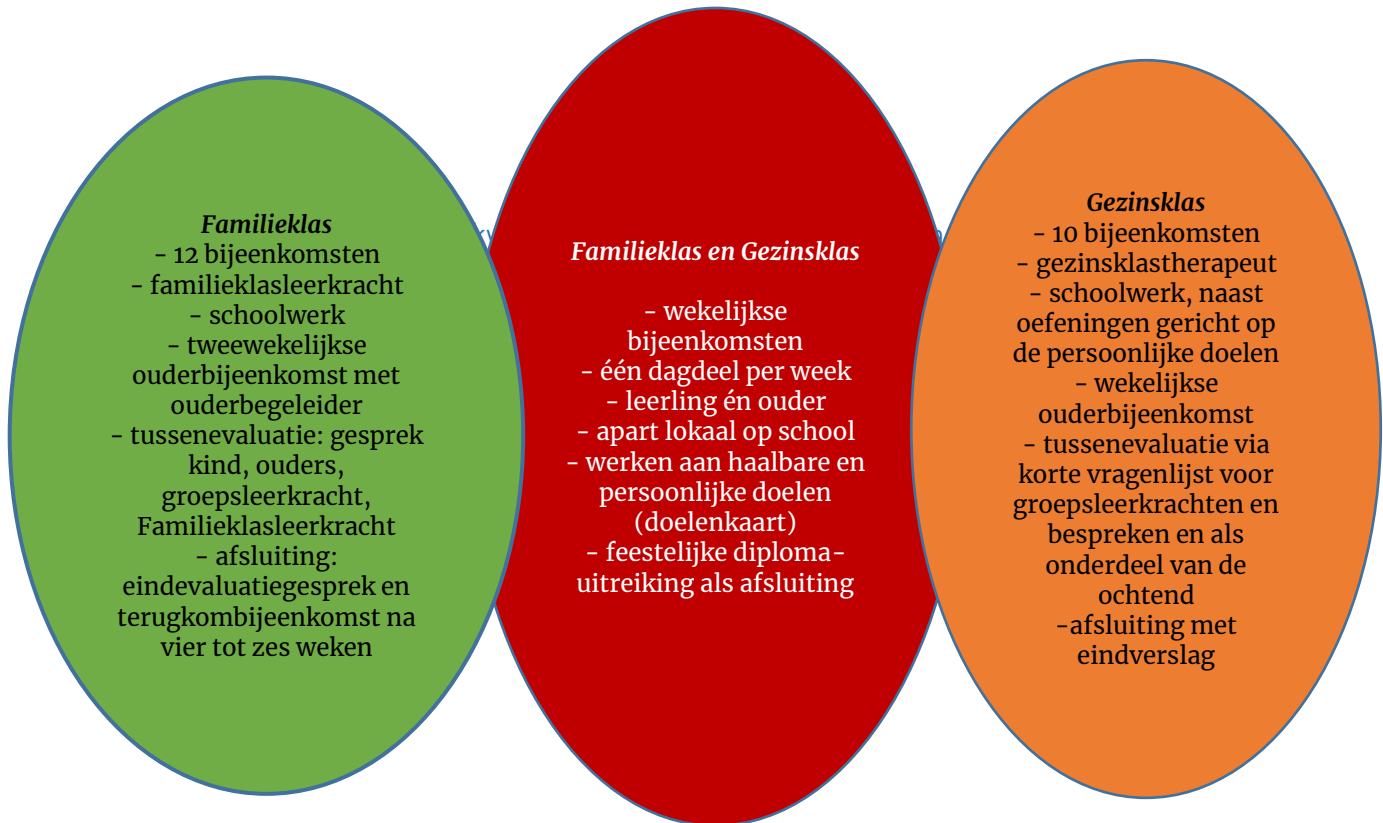 Familieklas
- 12 bijeenkomsten
- familieklasleerkracht
- schoolwerk
- tweewekelijkse
ouderbijeenkomst met
ouderbegeleider
- tussenevaluatie: gesprek
kind, ouders,
groepsleerkracht,
Familieklasleerkracht
- afsluiting:
eindevaluatiegesprek en
terugkombijeenkomst na
vier tot zes weken
Familieklas en Gezinsklas
- wekelijkse
bijeenkomsten
- één dagdeel per week
- leerling én ouder
- apart lokaal op school
- werken aan haalbare en
persoonlijke doelen
(doelenkaart)
- feestelijke diploma-
uitreiking als afsluiting
Gezinsklas
- 10 bijeenkomsten
- gezinsklastherapeut
- schoolwerk, naast
oefeningen gericht op
de persoonlijke doelen
- wekelijkse
ouderbijeenkomst
- tussenevaluatie via
korte vragenlijst voor
groepsleerkrachten en
bespreken en als
onderdeel van de
ochtend
-afsluiting met
eindverslag